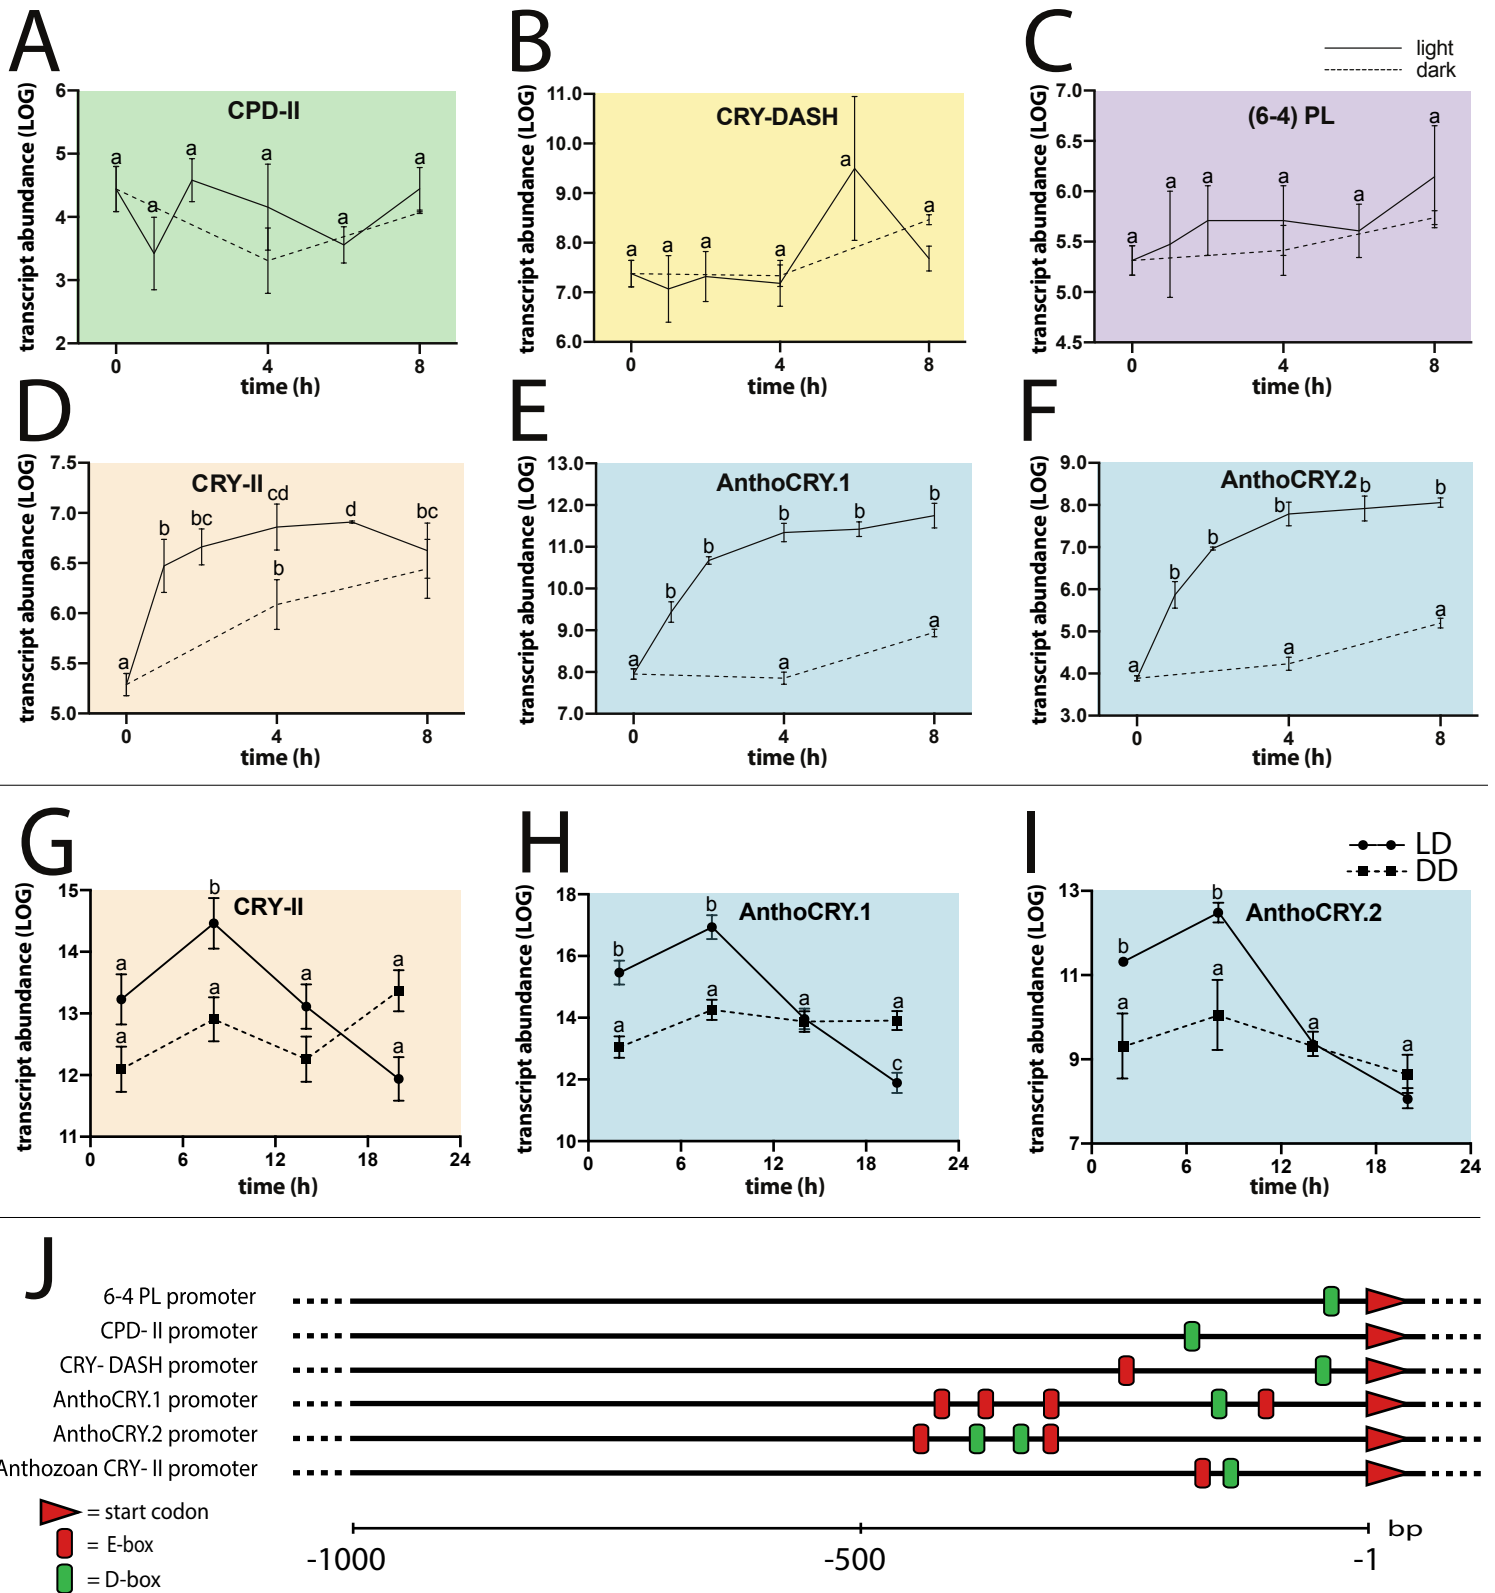 A
B
C
light
dark
transcript abundance (LOG)
6
5
4
3
2
CPD-II
a
a
a
a
a
a
0
4
8
time (h)
transcript abundance (LOG)
11.0
10.0
9.0
8.0
7.0
6.0
CRY-DASH
a
a
a
a
a
a
0
4
8
time (h)
transcript abundance (LOG)
7.0
6.5
6.0
5.5
5.0
4.5
(6-4) PL
a
a
a
a
a
a
0
4
8
time (h)
D
E
F
transcript abundance (LOG)
7.5
7.0
6.5
6.0
5.5
5.0
CRY-II
a
b
bc
cd
d
bc
b
0
4
8
time (h)
transcript abundance (LOG)
13.0
12.0
11.0
10.0
9.0
8.0
7.0
AnthoCRY.1
a
b
b
b
b
b
a
a
0
4
8
time (h)
transcript abundance (LOG)
9.0
8.0
7.0
6.0
5.0
4.0
3.0
AnthoCRY.2
a
b
b
b
b
b
a
a
0
4
8
time (h)
G
H
I
LD
DD
transcript abundance (LOG)
15
14
13
12
11
CRY-II
a
b
a
a
a
a
a
0
6
12
18
24
time (h)
transcript abundance (LOG)
18
16
14
12
10
AnthoCRY.1
b
b
a
c
a
a
a
0
6
12
18
24
time (h)
transcript abundance (LOG)
13
11
9
7
AnthoCRY.2
b
b
a
a
a
a
0
6
12
18
24
time (h)
J
6-4 PL promoter
CPD- II promoter
CRY- DASH promoter
AnthoCRY.1 promoter
AnthoCRY.2 promoter
Anthozoan CRY- II promoter
= start codon
= E-box
= D-box
-1000
-500
-1
bp